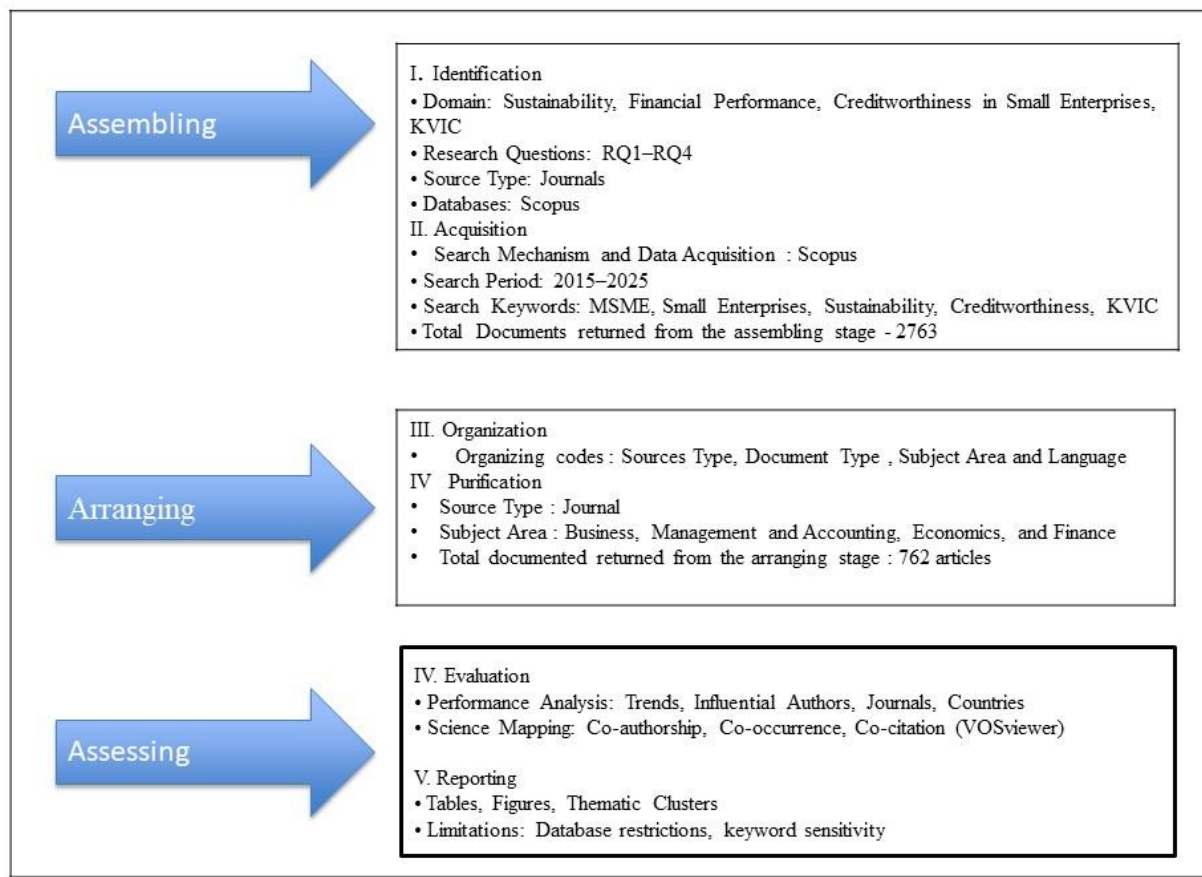 Assembling
I. Identification
• Domain: Sustainability, Financial Performance, Creditworthiness in Small Enterprises,
KVIC
• Research Questions: RQ1–RQ4
• Source Type: Journals
• Databases: Scopus
II. Acquisition
• Search Mechanism and Data Acquisition : Scopus
• Search Period: 2015–2025
• Search Keywords: MSME, Small Enterprises, Sustainability, Creditworthiness, KVIC
• Total Documents returned from the assembling stage - 2763
Arranging
III. Organization
• Organizing codes : Sources Type, Document Type , Subject Area and Language
IV Purification
• Source Type : Journal
• Subject Area : Business, Management and Accounting, Economics, and Finance
• Total documented returned from the arranging stage : 762 articles
Assessing
IV. Evaluation
• Performance Analysis: Trends, Influential Authors, Journals, Countries
• Science Mapping: Co-authorship, Co-occurrence, Co-citation (VOSviewer)
V. Reporting
• Tables, Figures, Thematic Clusters
• Limitations: Database restrictions, keyword sensitivity